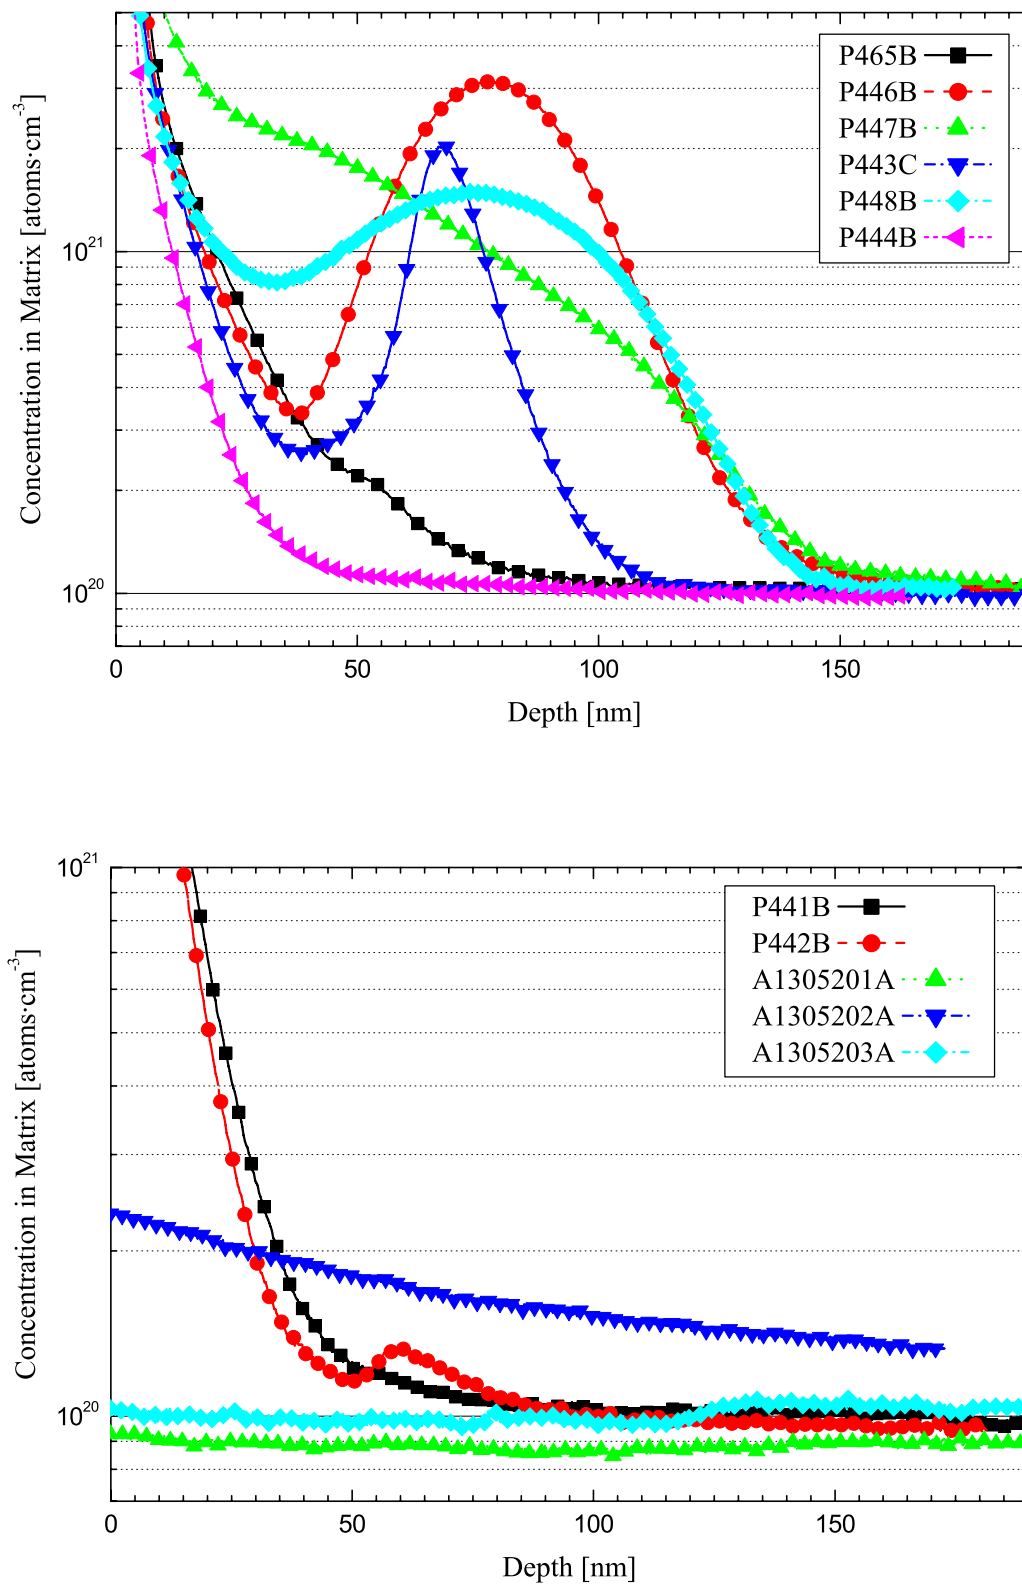 Concentration in Matrix [atoms·cm⁻³]
P465B
P446B
P447B
P443C
P448B
P444B
10²¹
10²⁰
0 50 100 150
Depth [nm]
Concentration in Matrix [atoms·cm⁻³]
10²¹
P441B
P442B
A1305201A
A1305202A
A1305203A
10²⁰
0 50 100 150
Depth [nm]